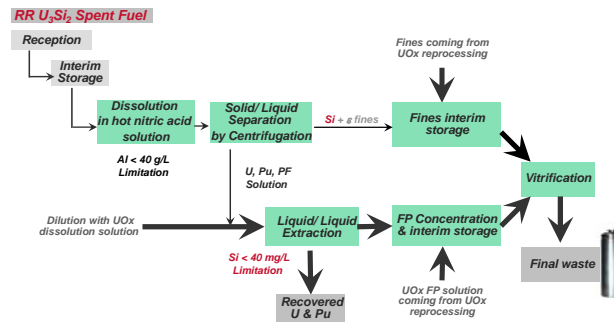 RR U3Si2 Spent Fuel
Reception
Interim
Storage
Dissolution
in hot nitric acid
solution
Al < 40 g/L
Limitation
Solid/ Liquid
Separation
by Centrifugation
Si + ε fines
Fines coming from
UOx reprocessing
Fines interim
storage
U, Pu, PF
Solution
Vitrification
Dilution with UOx
dissolution solution
Liquid/ Liquid
Extraction
FP Concentration
& interim storage
Si < 40 mg/L
Limitation
Final waste
Recovered
U & Pu
UOx FP solution
coming from UOx
reprocessing